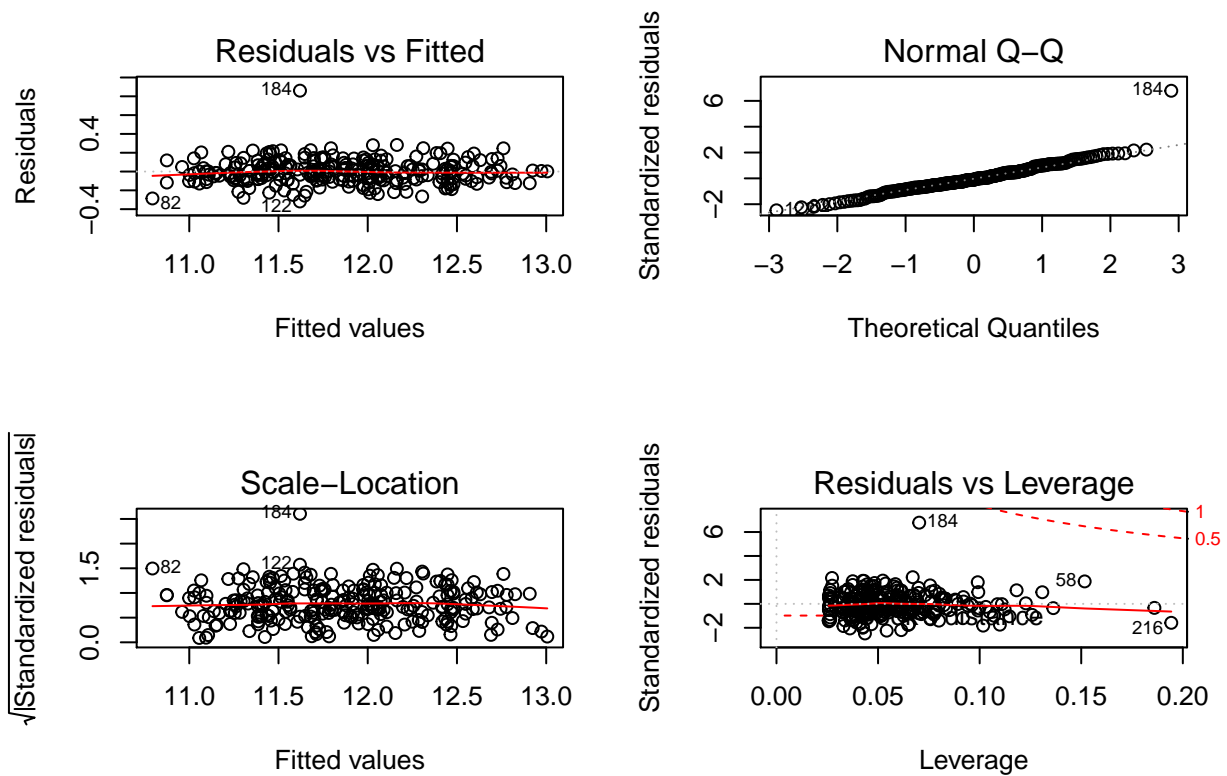 Residuals vs Fitted
Residuals
0.4
−0.4
184
82
122
11.0 11.5 12.0 12.5 13.0
Fitted values
Normal Q−Q
Standardized residuals
6
2
−2
184
−3 −2 −1 0 1 2 3
Theoretical Quantiles
Scale−Location
√|Standardized residuals|
1.5
0.0
184
122
82
11.0 11.5 12.0 12.5 13.0
Fitted values
Residuals vs Leverage
Standardized residuals
6
2
−2
184
58
216
1
0.5
0.00 0.05 0.10 0.15 0.20
Leverage